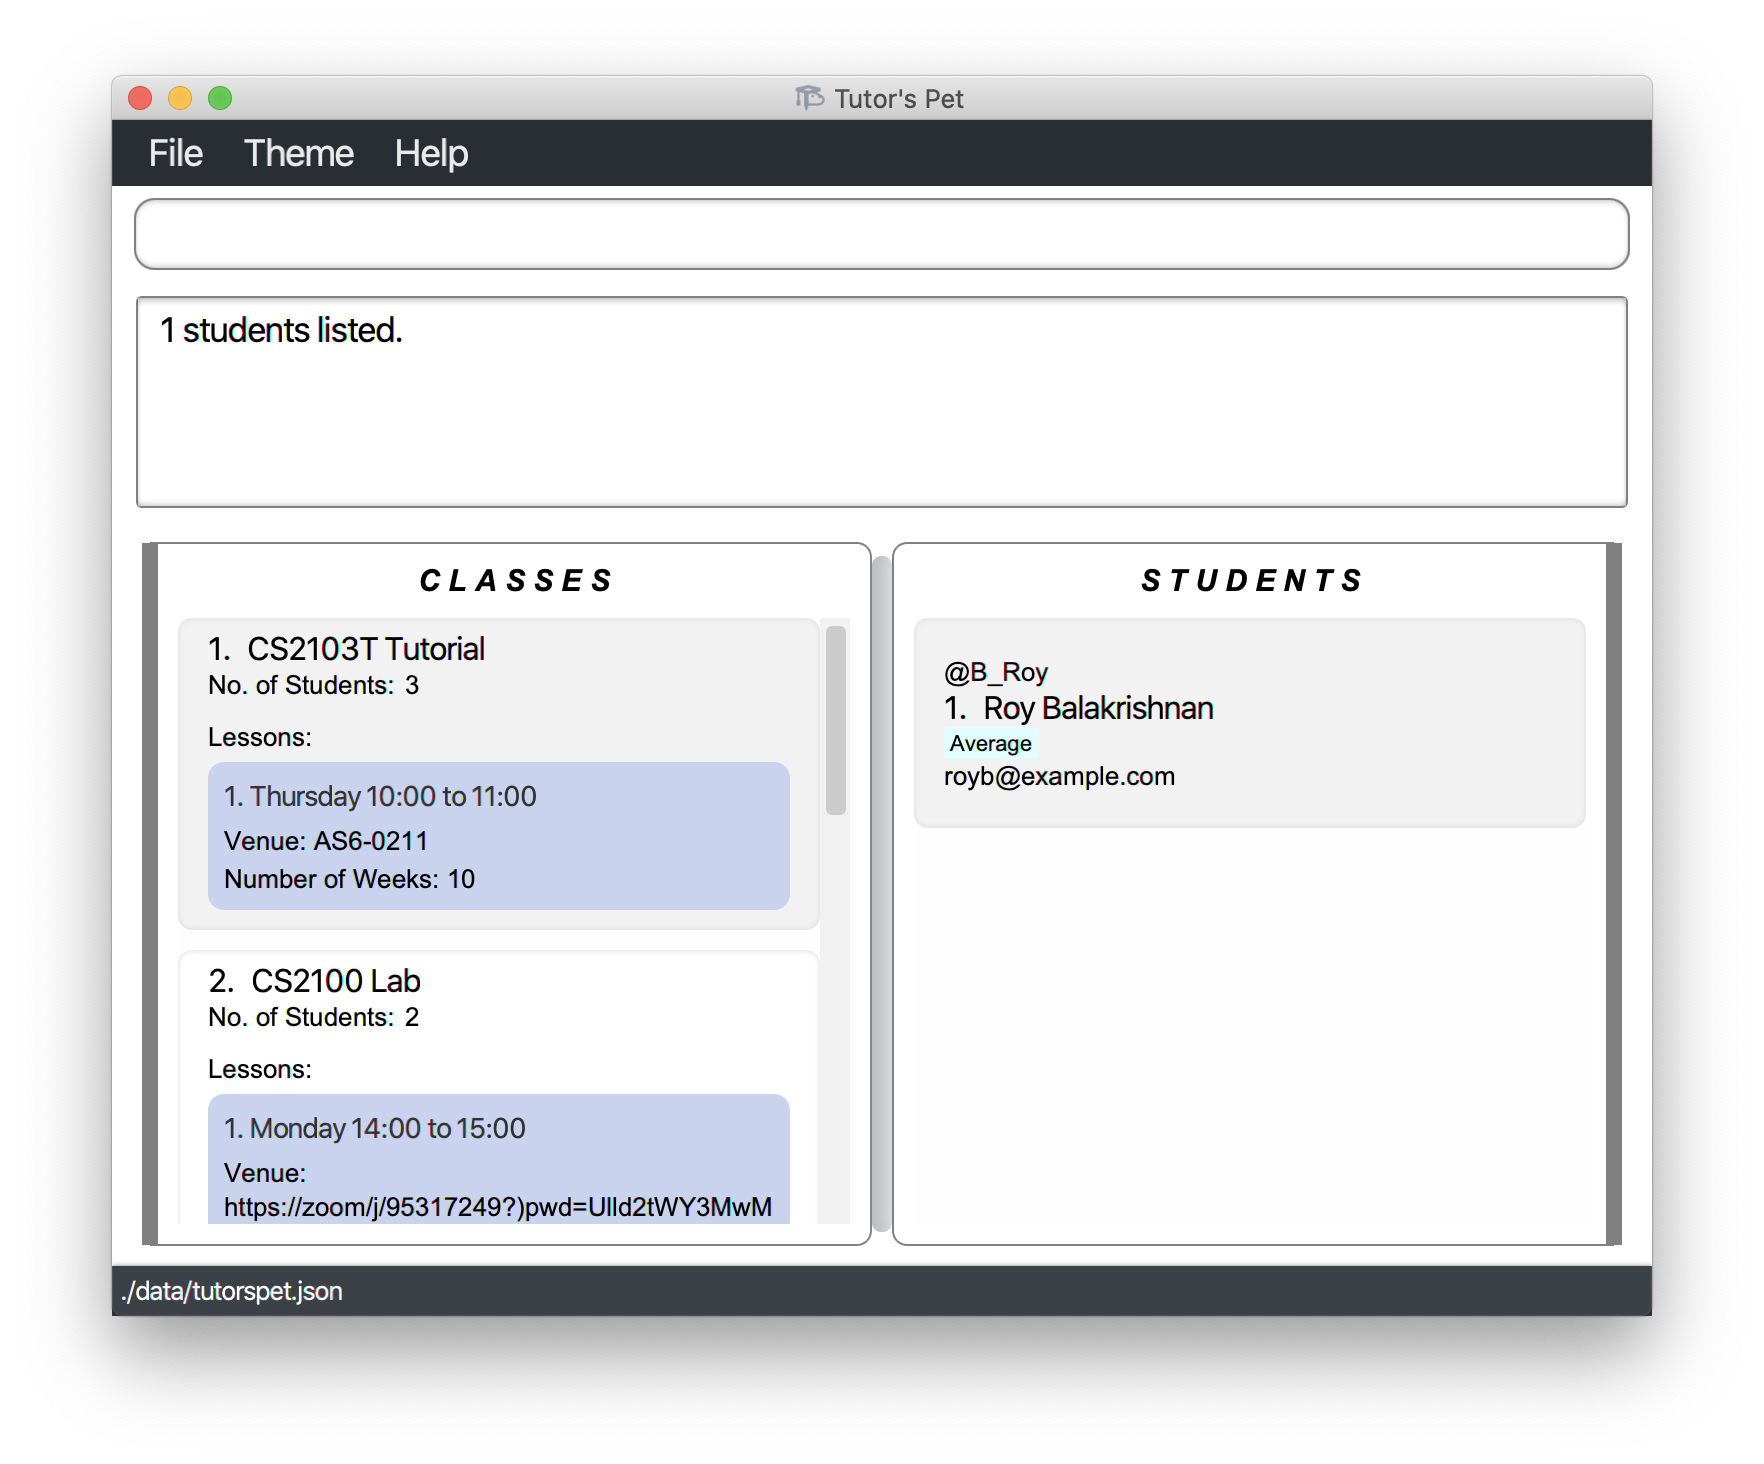 Tutor's Pet
File Theme Help
1 students listed.
CLASSES
1. CS2103T Tutorial
No. of Students: 3
Lessons:
1. Thursday 10:00 to 11:00
Venue: AS6-0211
Number of Weeks: 10
2. CS2100 Lab
No. of Students: 2
Lessons:
1. Monday 14:00 to 15:00
Venue:
https://zoom/j/95317249?)pwd=UlId2tWY3MwM
STUDENTS
@B_Roy
1. Roy Balakrishnan
Average
royb@example.com
./data/tutorspet.json